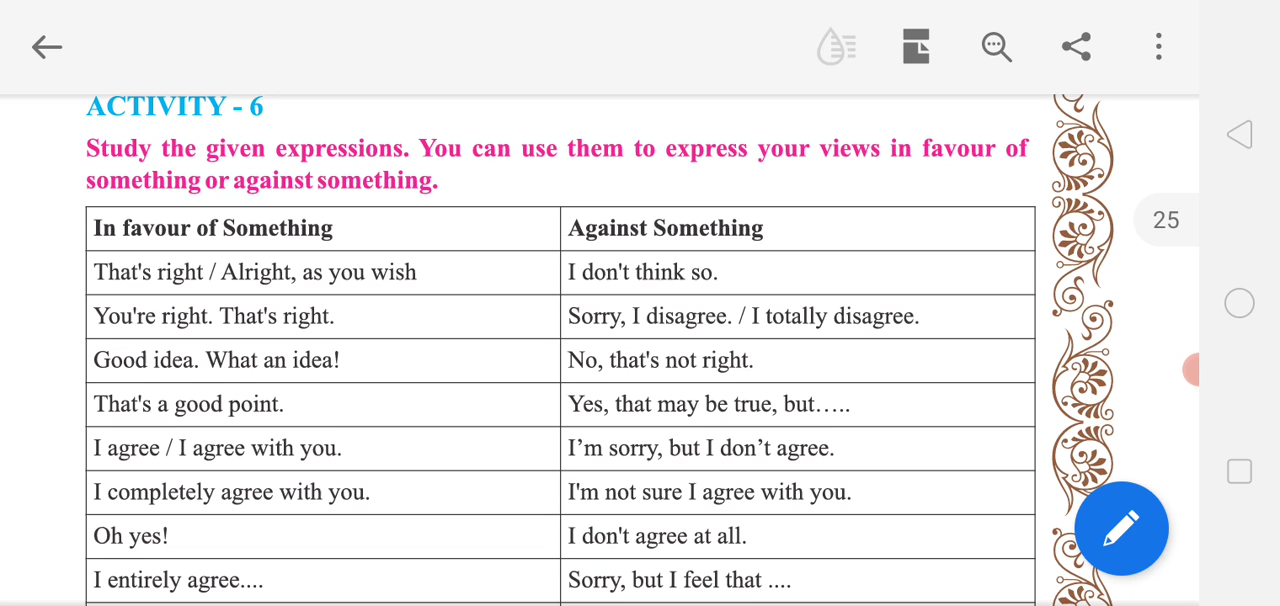 ACTIVITY - 6
Study the given expressions. You can use them to express your views in favour of
something or against something.
In favour of Something Against Something
That's right / Alright, as you wish I don't think so.
You're right. That's right. Sorry, I disagree. / I totally disagree.
Good idea. What an idea! No, that's not right.
That's a good point. Yes, that may be true, but…..
I agree / I agree with you. I’m sorry, but I don’t agree.
I completely agree with you. I'm not sure I agree with you.
Oh yes! I don't agree at all.
I entirely agree.... Sorry, but I feel that ....
25